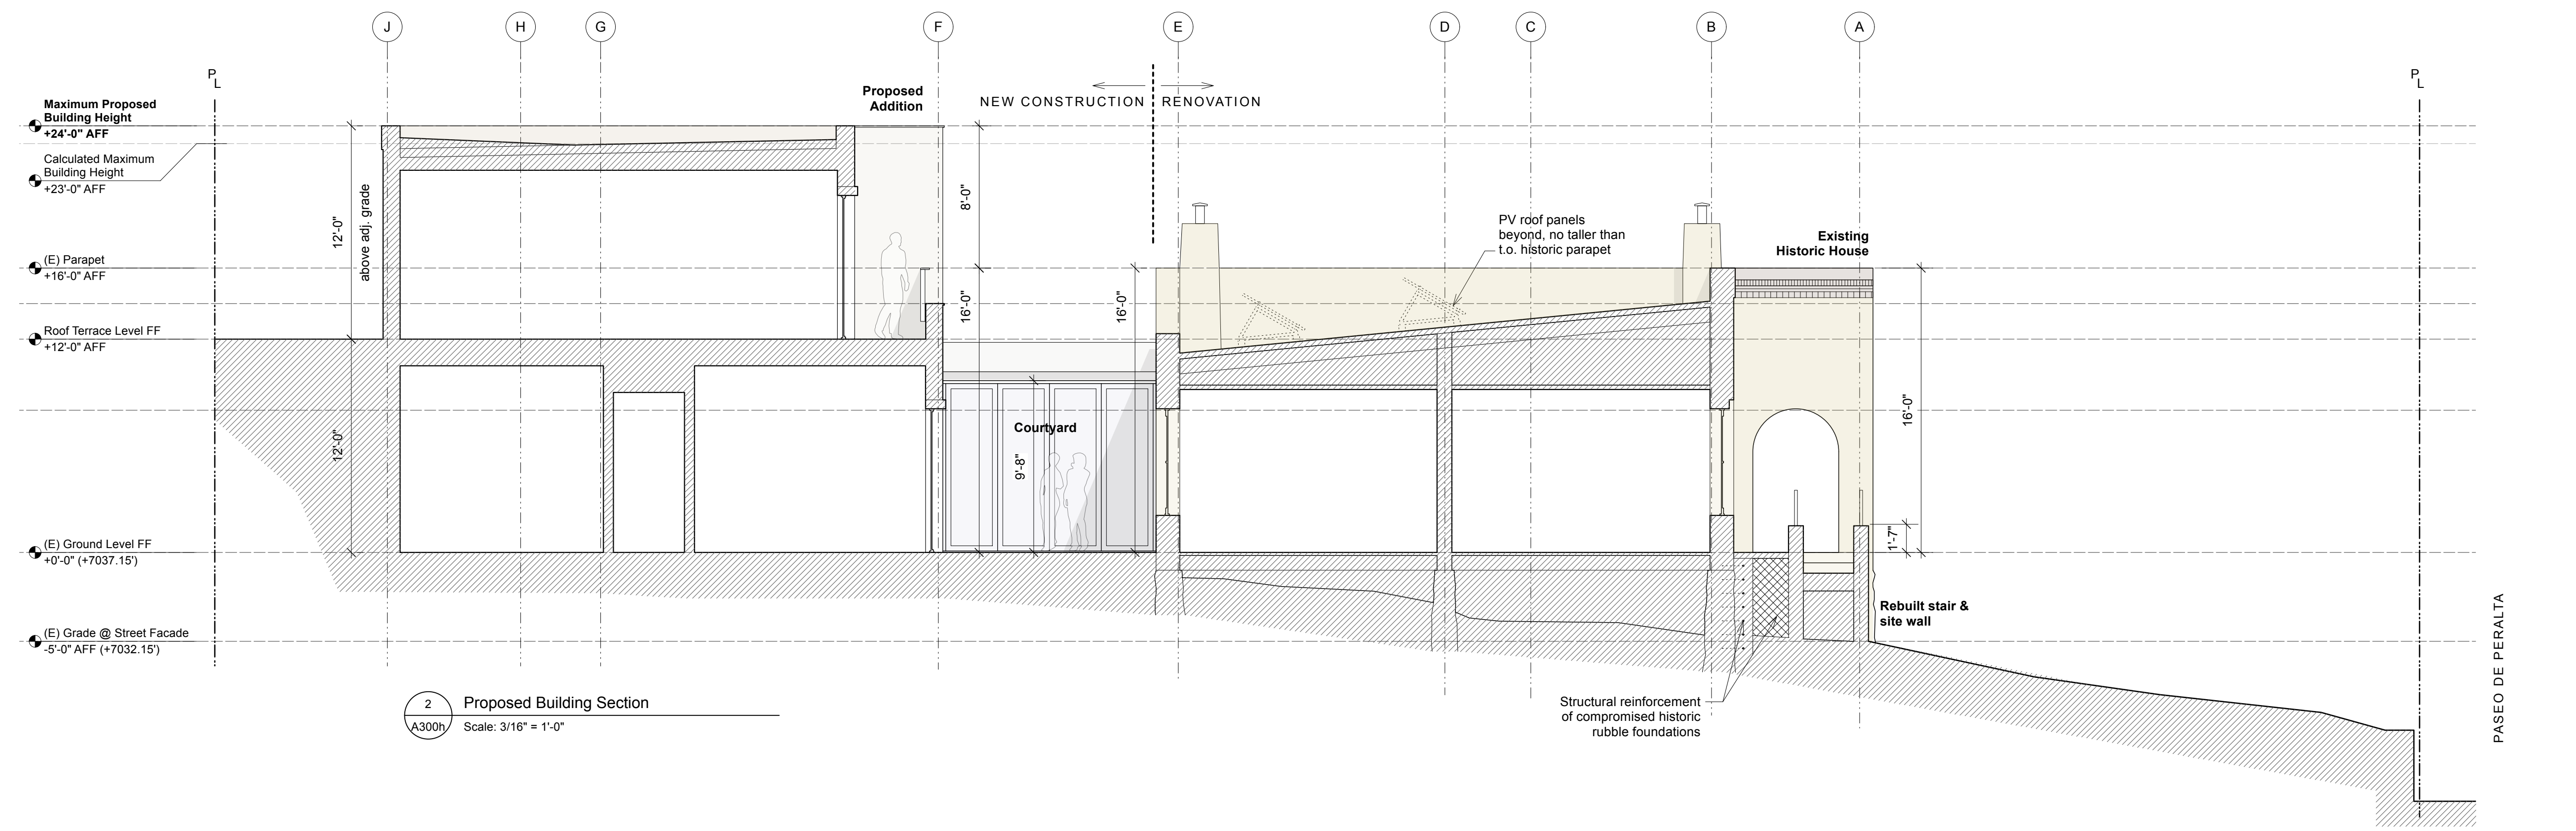 J
H
G
F
E
D
C
B
A
PL
PL
Maximum Proposed
Building Height
+24'-0" AFF
Calculated Maximum
Building Height
+23'-0" AFF
(E) Parapet
+16'-0" AFF
Roof Terrace Level FF
+12'-0" AFF
(E) Ground Level FF
+0'-0" (+7037.15')
(E) Grade @ Street Facade
-5'-0" AFF (+7032.15')
12'-0"
above adj. grade
12'-0"
Proposed
Addition
NEW CONSTRUCTION
RENOVATION
8'-0"
16'-0"
16'-0"
Courtyard
9'-8"
PV roof panels
beyond, no taller than
t.o. historic parapet
Existing
Historic House
16'-0"
1'-7"
Rebuilt stair &
site wall
Structural reinforcement
of compromised historic
rubble foundations
PASEO DE PERALTA
2
A300h
Proposed Building Section
Scale: 3/16" = 1'-0"